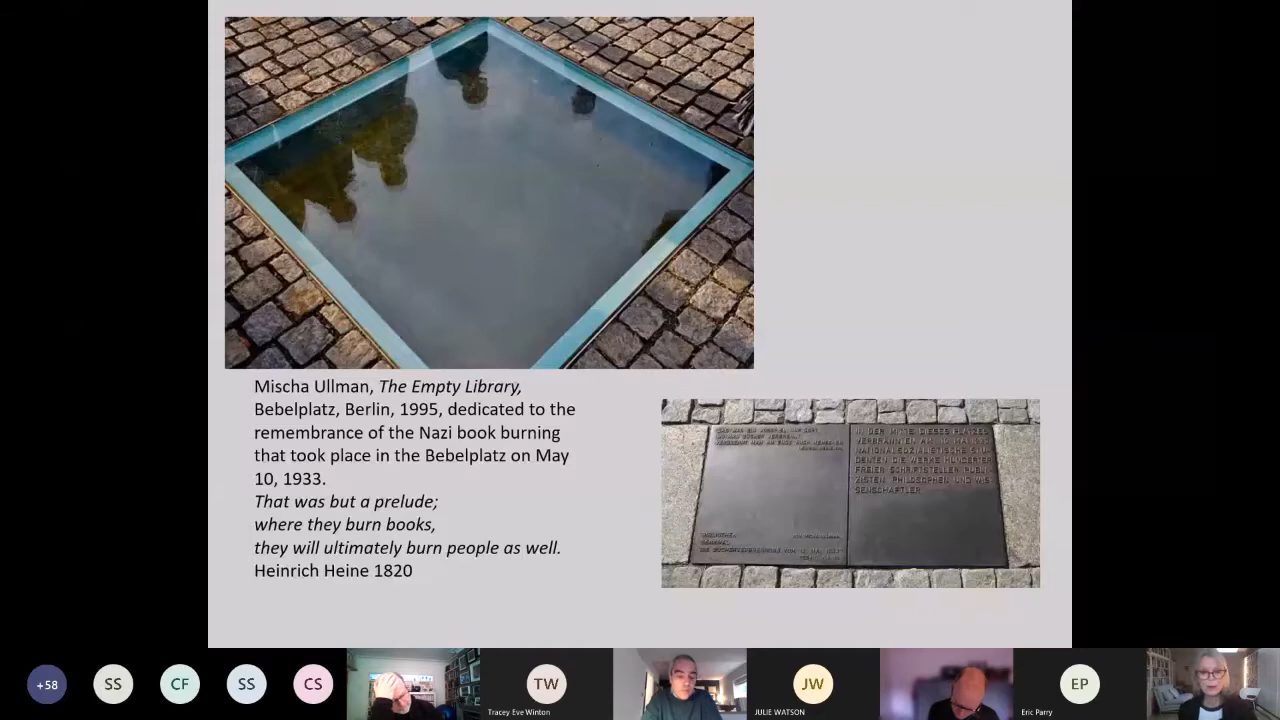 Mischa Ullman, The Empty Library,
Bebelplatz, Berlin, 1995, dedicated to the
remembrance of the Nazi book burning
that took place in the Bebelplatz on May
10, 1933.
That was but a prelude;
where they burn books,
they will ultimately burn people as well.
Heinrich Heine 1820
IN DER MITTE DIESES PLATZES
VERBRANNTEN AM 10. MAI
NATIONALSOZIALISTISCHE STU-
DENTEN DIE WERKE HUNDERTER
FREIER SCHRIFTSTELLER PUBLI-
ZISTEN PHILOSOPHEN UND WIS-
SENSCHAFTLER
+58
SS
CF
SS
CS
TW
Tracey Eve Winton
JW
JULIE WATSON
EP
Eric Parry